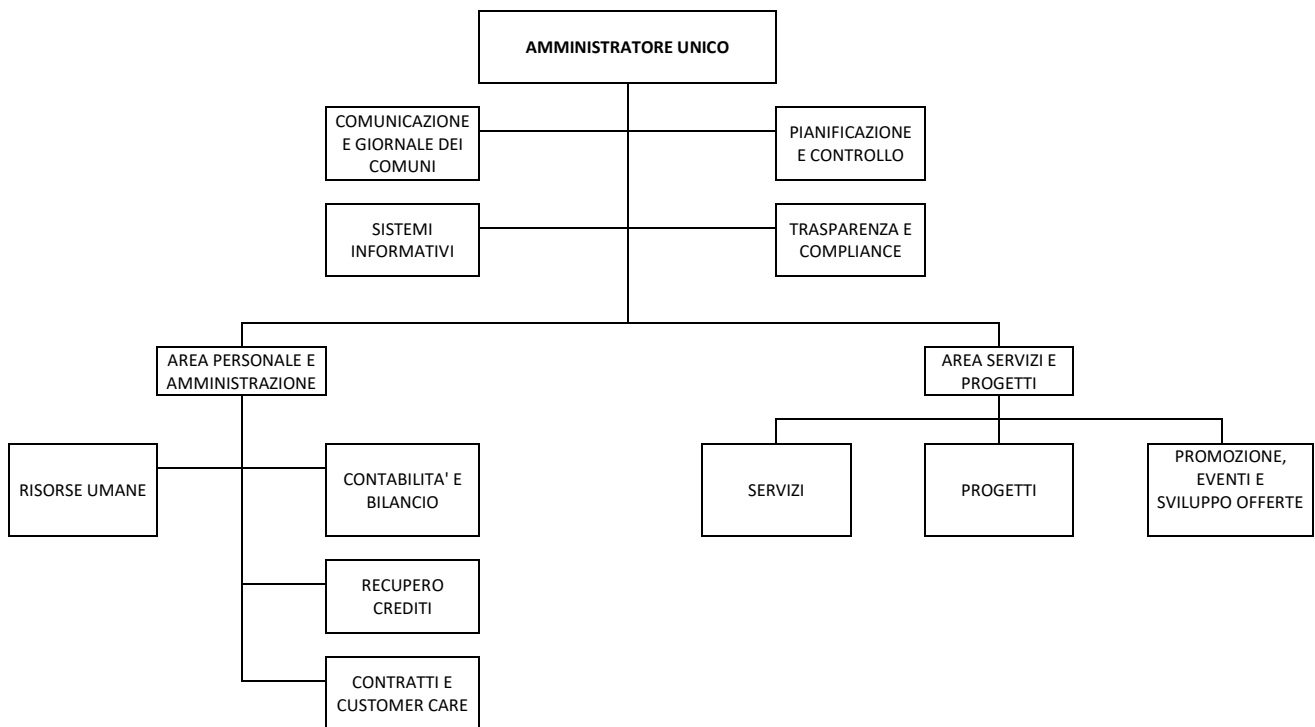 AMMINISTRATORE UNICO
COMUNICAZIONE
E GIORNALE DEI
COMUNI
PIANIFICAZIONE
E CONTROLLO
SISTEMI
INFORMATIVI
TRASPARENZA E
COMPLIANCE
AREA PERSONALE E
AMMINISTRAZIONE
AREA SERVIZI E
PROGETTI
RISORSE UMANE
CONTABILITA' E
BILANCIO
SERVIZI
PROGETTI
PROMOZIONE,
EVENTI E
SVILUPPO OFFERTE
RECUPERO
CREDITI
CONTRATTI E
CUSTOMER CARE